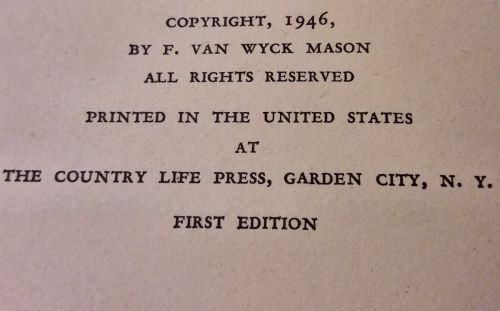 COPYRIGHT, 1946,
BY F. VAN WYCK MASON
ALL RIGHTS RESERVED
PRINTED IN THE UNITED STATES
AT
THE COUNTRY LIFE PRESS, GARDEN CITY, N. Y.
FIRST EDITION